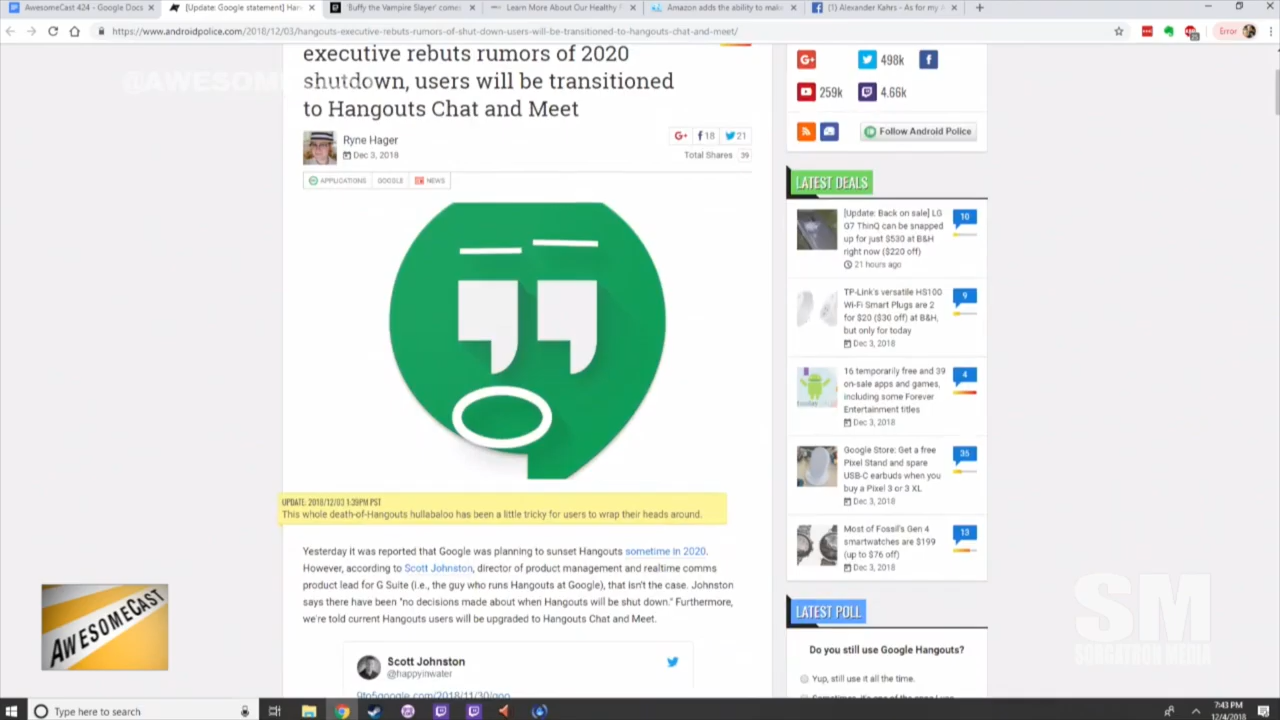 AwesomeCast 424 - Google Docs
[Update: Google statement] Han
'Buffy the Vampire Slayer' comes
Learn More About Our Healthy
Amazon adds the ability to make
(1) Alexander Kahrs - As for my
https://www.androidpolice.com/2018/12/03/hangouts-executive-rebuts-rumors-of-shut-down-users-will-be-transitioned-to-hangouts-chat-and-meet/
Error
executive rebuts rumors of 2020
shutdown, users will be transitioned
to Hangouts Chat and Meet
Ryne Hager
Dec 3, 2018
G+
18
21
Total Shares 39
APPLICATIONS
GOOGLE
NEWS
UPDATE: 2018/12/03 1:39PM PST
This whole death-of-Hangouts hullabaloo has been a little tricky for users to wrap their heads around.
Yesterday it was reported that Google was planning to sunset Hangouts sometime in 2020.
However, according to Scott Johnston, director of product management and realtime comms
product lead for G Suite (i.e., the guy who runs Hangouts at Google), that isn't the case. Johnston
says there have been "no decisions made about when Hangouts will be shut down." Furthermore,
we're told current Hangouts users will be upgraded to Hangouts Chat and Meet.
Scott Johnston
@happyinwater
G+
498k
259k
4.66k
Follow Android Police
LATEST DEALS
[Update: Back on sale] LG
G7 ThinQ can be snapped
up for just $530 at B&H
right now ($220 off)
21 hours ago
10
TP-Link's versatile HS100
Wi-Fi Smart Plugs are 2
for $20 ($30 off) at B&H,
but only for today
Dec 3, 2018
9
16 temporarily free and 39
on-sale apps and games,
including some Forever
Entertainment titles
Dec 3, 2018
4
Google Store: Get a free
Pixel Stand and spare
USB-C earbuds when you
buy a Pixel 3 or 3 XL
Dec 3, 2018
35
Most of Fossil's Gen 4
smartwatches are $199
(up to $76 off)
Dec 3, 2018
13
LATEST POLL
Do you still use Google Hangouts?
Yup, still use it all the time.
AWESOMECAST
SM
SORGATRON MEDIA
Type here to search
7:43 PM
12/4/2018